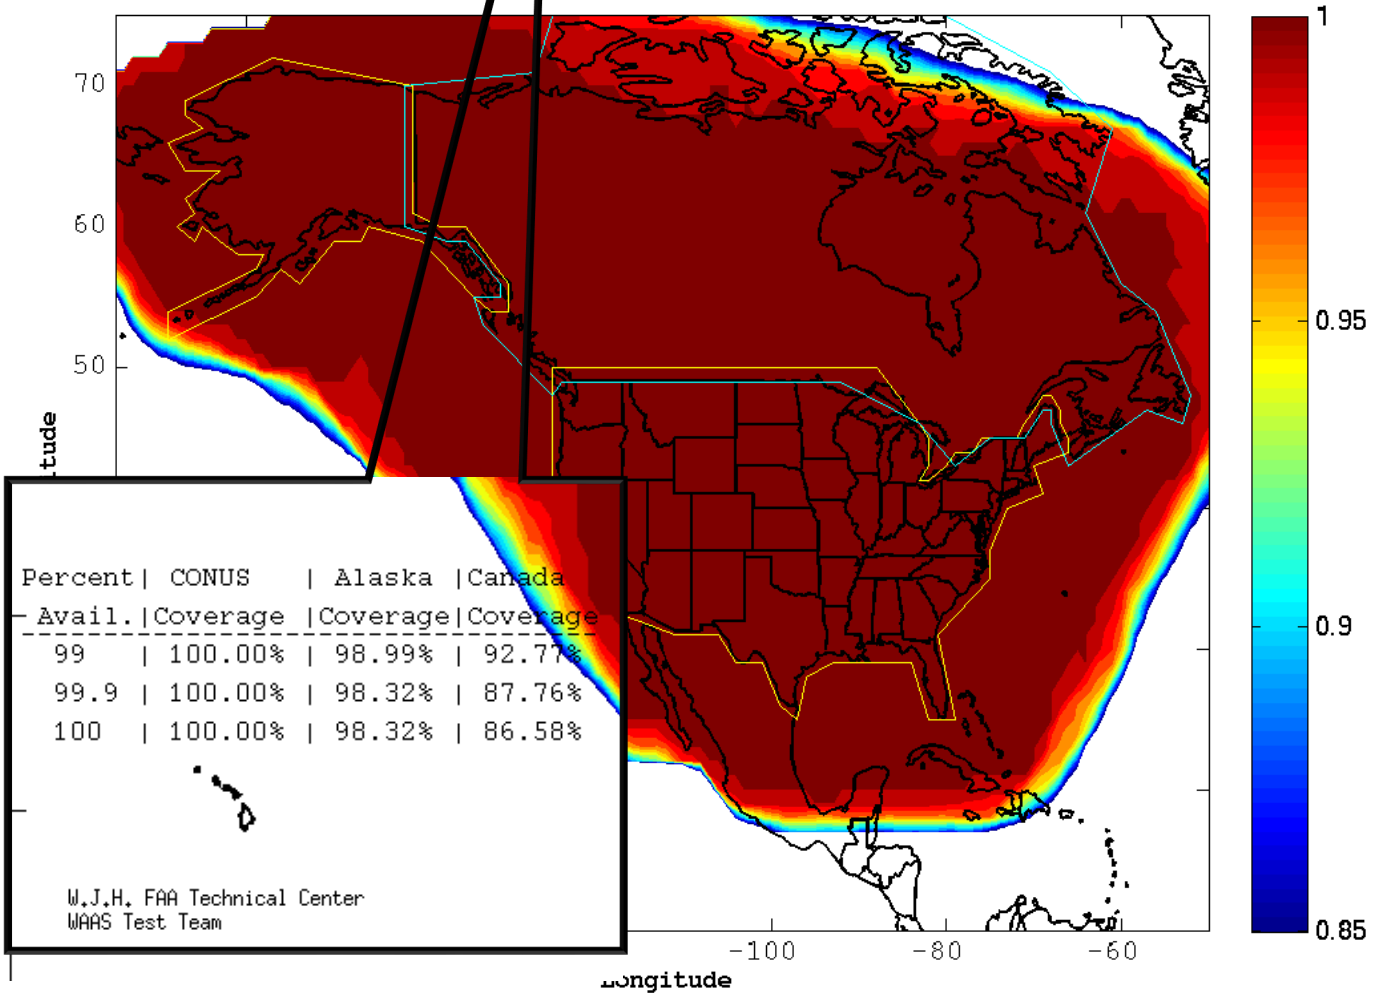 1
70
60
50
0.95
0.9
0.85
tude
Percent| CONUS | Alaska |Canada
Avail.|Coverage |Coverage|Coverage
99 | 100.00% | 98.99% | 92.77%
99.9 | 100.00% | 98.32% | 87.76%
100 | 100.00% | 98.32% | 86.58%
W.J.H. FAA Technical Center
WAAS Test Team
-100 -80 -60
Longitude